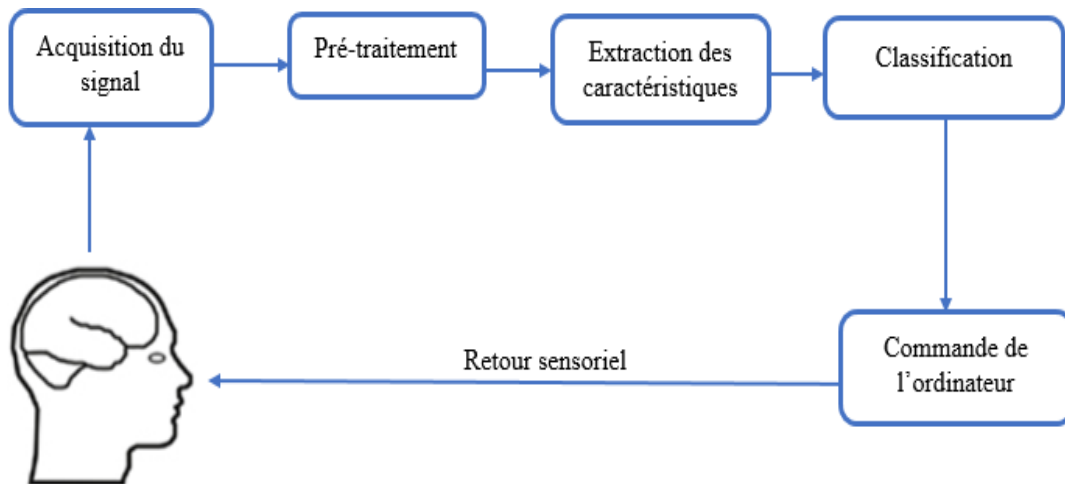 Acquisition du
signal
Pré-traitement
Extraction des
caractéristiques
Classification
Commande de
l’ordinateur
Retour sensoriel